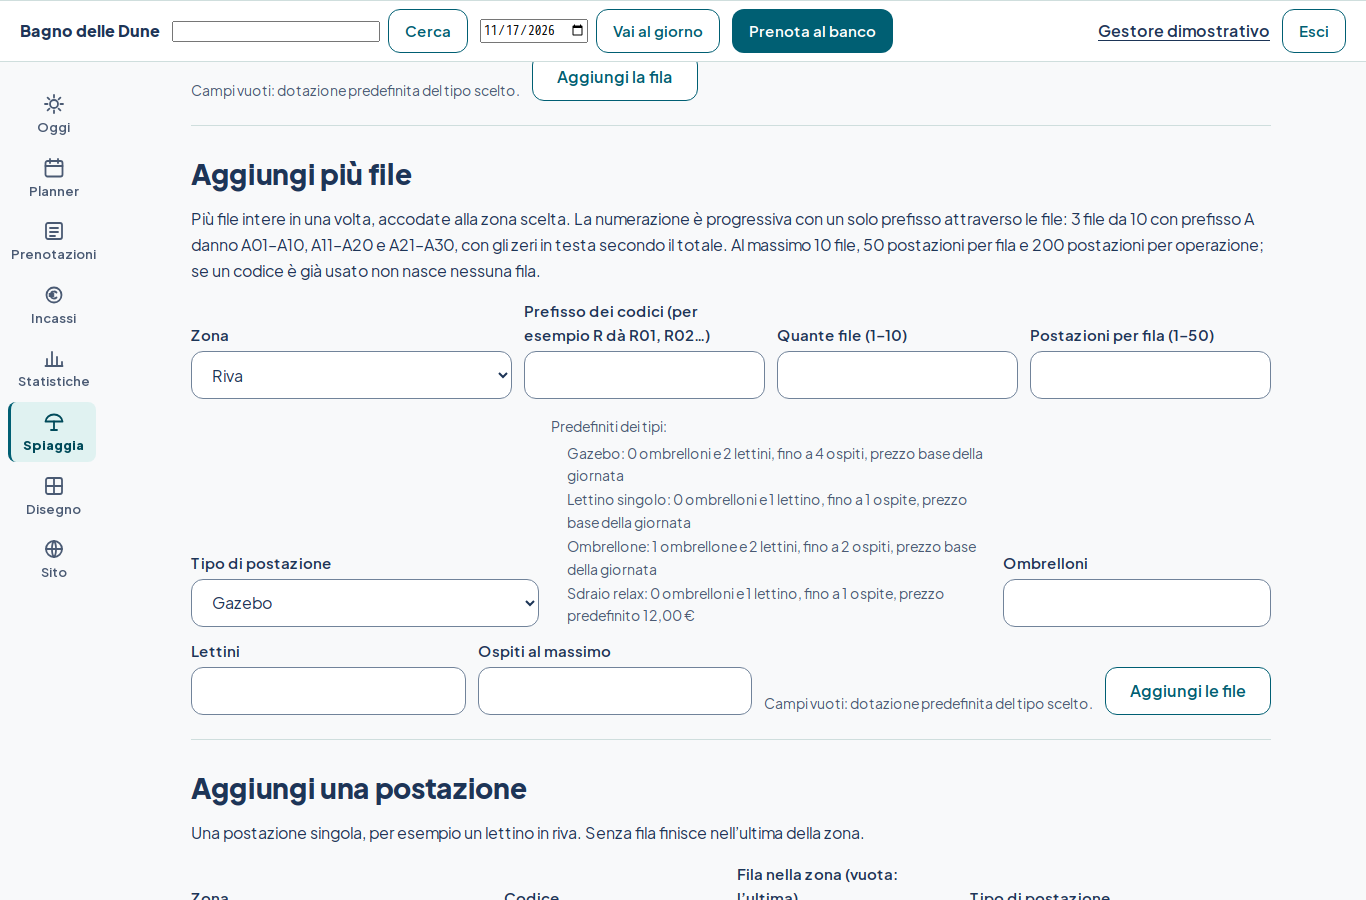 Bagno delle Dune
Cerca
11/17/2026
Vai al giorno
Prenota al banco
Gestore dimostrativo
Esci
Oggi
Planner
Prenotazioni
Incassi
Statistiche
Spiaggia
Disegno
Sito
Campi vuoti: dotazione predefinita del tipo scelto.
Aggiungi la fila
Aggiungi più file
Più file intere in una volta, accodate alla zona scelta. La numerazione è progressiva con un solo prefisso attraverso le file: 3 file da 10 con prefisso A
danno A01–A10, A11–A20 e A21–A30, con gli zeri in testa secondo il totale. Al massimo 10 file, 50 postazioni per fila e 200 postazioni per operazione;
se un codice è già usato non nasce nessuna fila.
Zona
Prefisso dei codici (per
esempio R dà R01, R02…)
Quante file (1–10)
Postazioni per fila (1–50)
Riva
Tipo di postazione
Gazebo
Predefiniti dei tipi:
Gazebo: 0 ombrelloni e 2 lettini, fino a 4 ospiti, prezzo base della
giornata
Lettino singolo: 0 ombrelloni e 1 lettino, fino a 1 ospite, prezzo
base della giornata
Ombrellone: 1 ombrellone e 2 lettini, fino a 2 ospiti, prezzo base
della giornata
Sdraio relax: 0 ombrelloni e 1 lettino, fino a 1 ospite, prezzo
predefinito 12,00 €
Ombrelloni
Lettini
Ospiti al massimo
Campi vuoti: dotazione predefinita del tipo scelto.
Aggiungi le file
Aggiungi una postazione
Una postazione singola, per esempio un lettino in riva. Senza fila finisce nell’ultima della zona.
Zona
Codice
Fila nella zona (vuota:
l’ultima)
Tipo di postazione